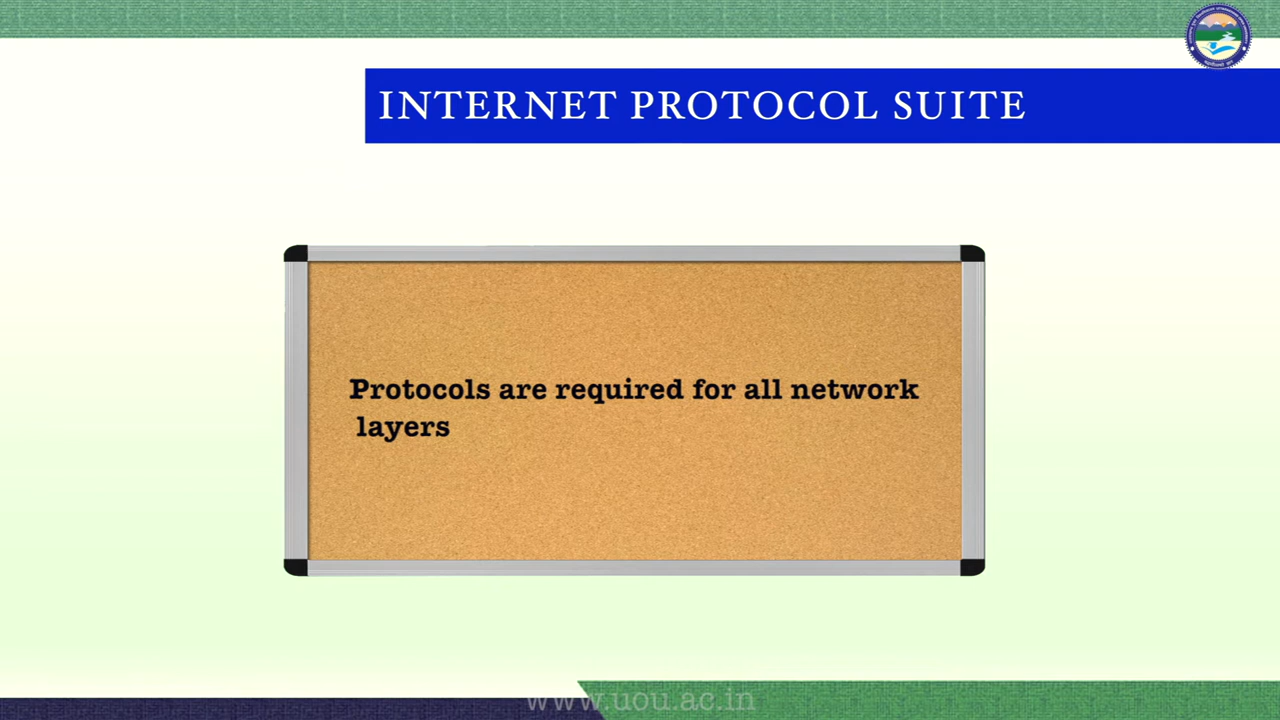 INTERNET PROTOCOL SUITE
Protocols are required for all network
layers
www.uou.ac.in